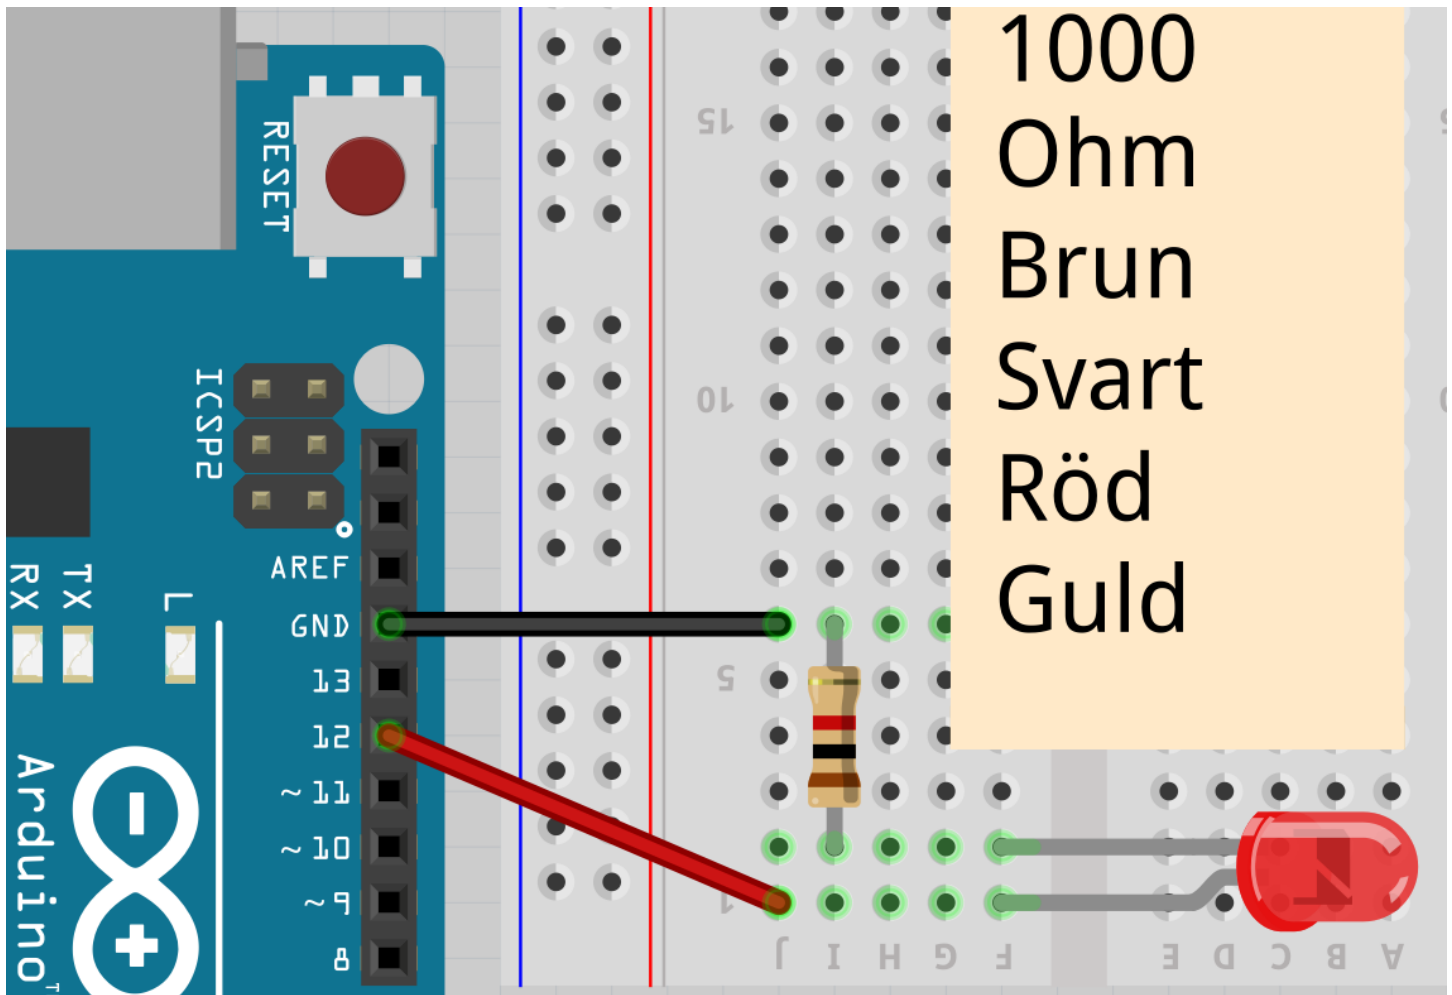 1000
Ohm
Brun
Svart
Röd
Guld
RESET
ICSP2
AREF
GND
13
12
~11
~10
~9
8
RX
TX
L
Arduino
15
10
5
1
J I H G F E D C B A